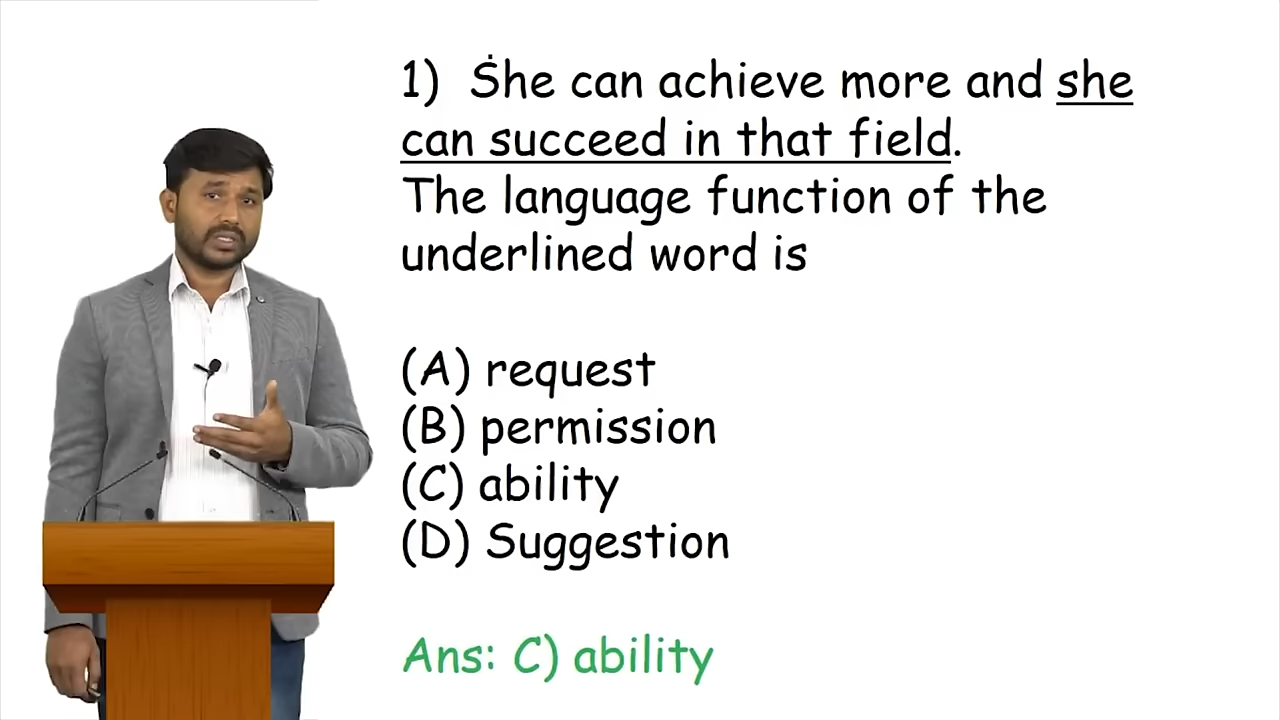 1) She can achieve more and she
can succeed in that field.
The language function of the
underlined word is
(A) request
(B) permission
(C) ability
(D) Suggestion
Ans: C) ability